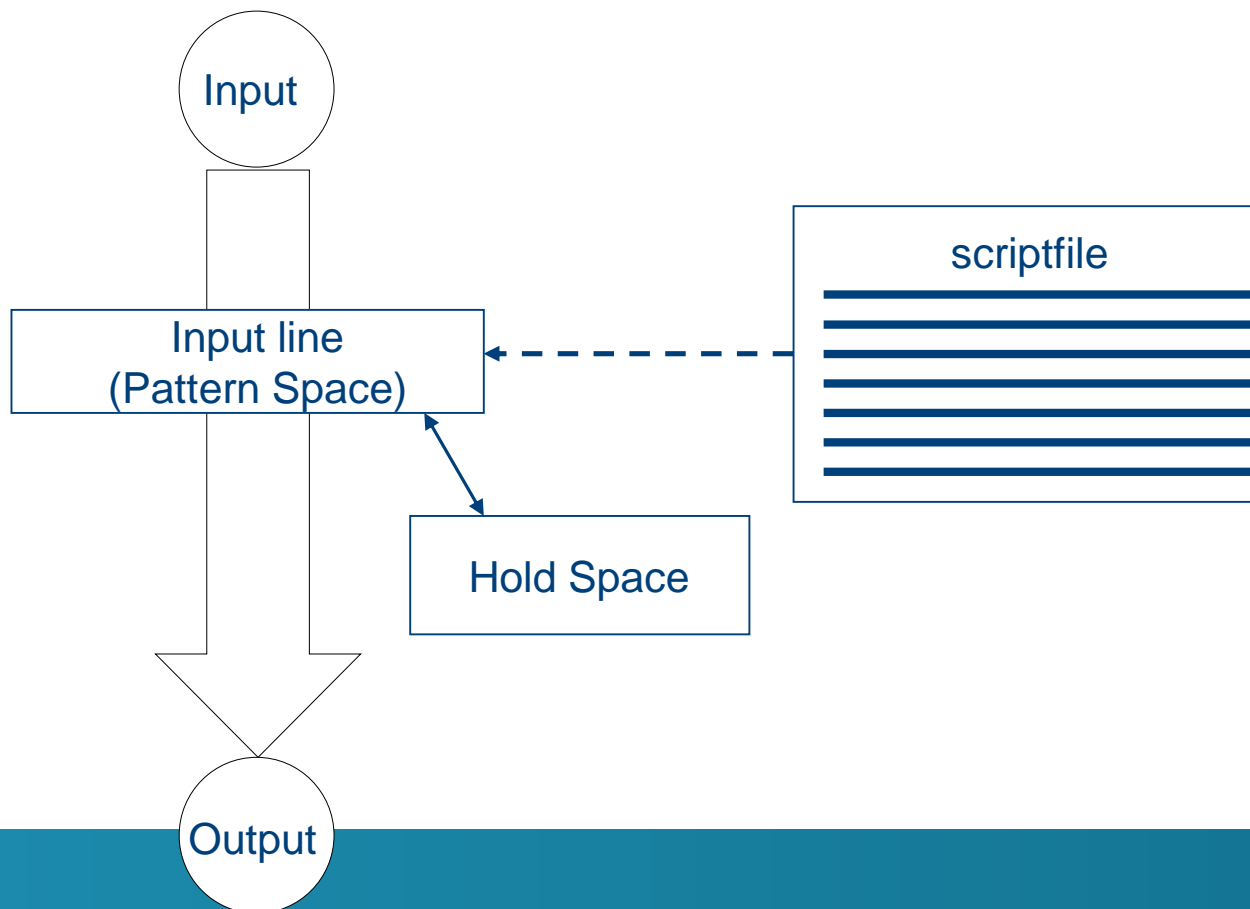 Input
scriptfile
Input line
(Pattern Space)
Hold Space
Output